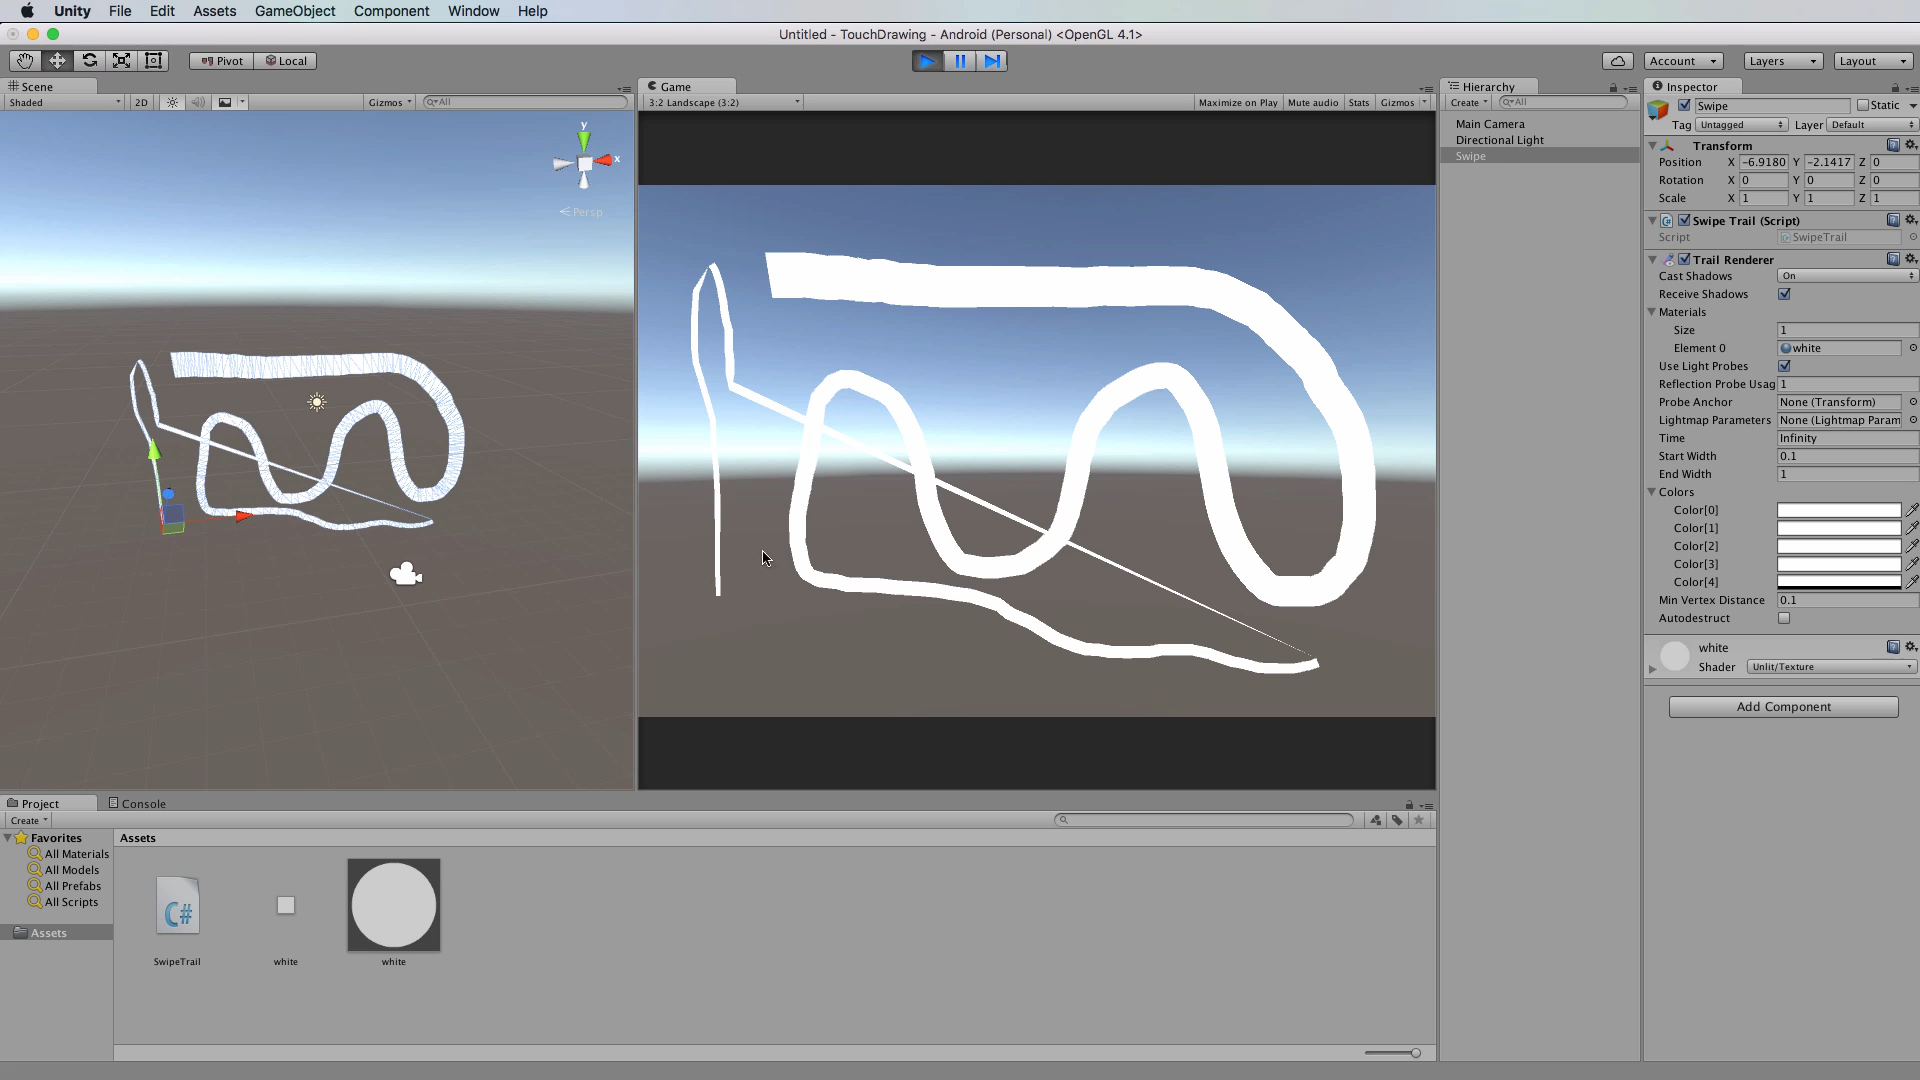 Unity File Edit Assets GameObject Component Window Help
Untitled - TouchDrawing - Android (Personal) <OpenGL 4.1>
Pivot Local Account Layers Layout
Scene
Shaded 2D Gizmos All
y
x
Persp
Game
3:2 Landscape (3:2) Maximize on Play Mute audio Stats Gizmos
Hierarchy
Create All
Main Camera
Directional Light
Swipe
Inspector
Swipe Static
Tag Untagged Layer Default
Transform
Position X -6.9180 Y -2.1417 Z 0
Rotation X 0 Y 0 Z 0
Scale X 1 Y 1 Z 1
Swipe Trail (Script)
Script SwipeTrail
Trail Renderer
Cast Shadows On
Receive Shadows
Materials
Size 1
Element 0 white
Use Light Probes
Reflection Probe Usag 1
Probe Anchor None (Transform)
Lightmap Parameters None (Lightmap Param
Time Infinity
Start Width 0.1
End Width 1
Colors
Color[0]
Color[1]
Color[2]
Color[3]
Color[4]
Min Vertex Distance 0.1
Autodestruct
white
Shader Unlit/Texture
Add Component
Project Console
Create
Favorites
All Materials
All Models
All Prefabs
All Scripts
Assets
Assets
C#
SwipeTrail white white